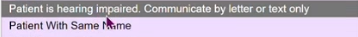 Patient is hearing impaired. Communicate by letter or text only
Patient With Same Name